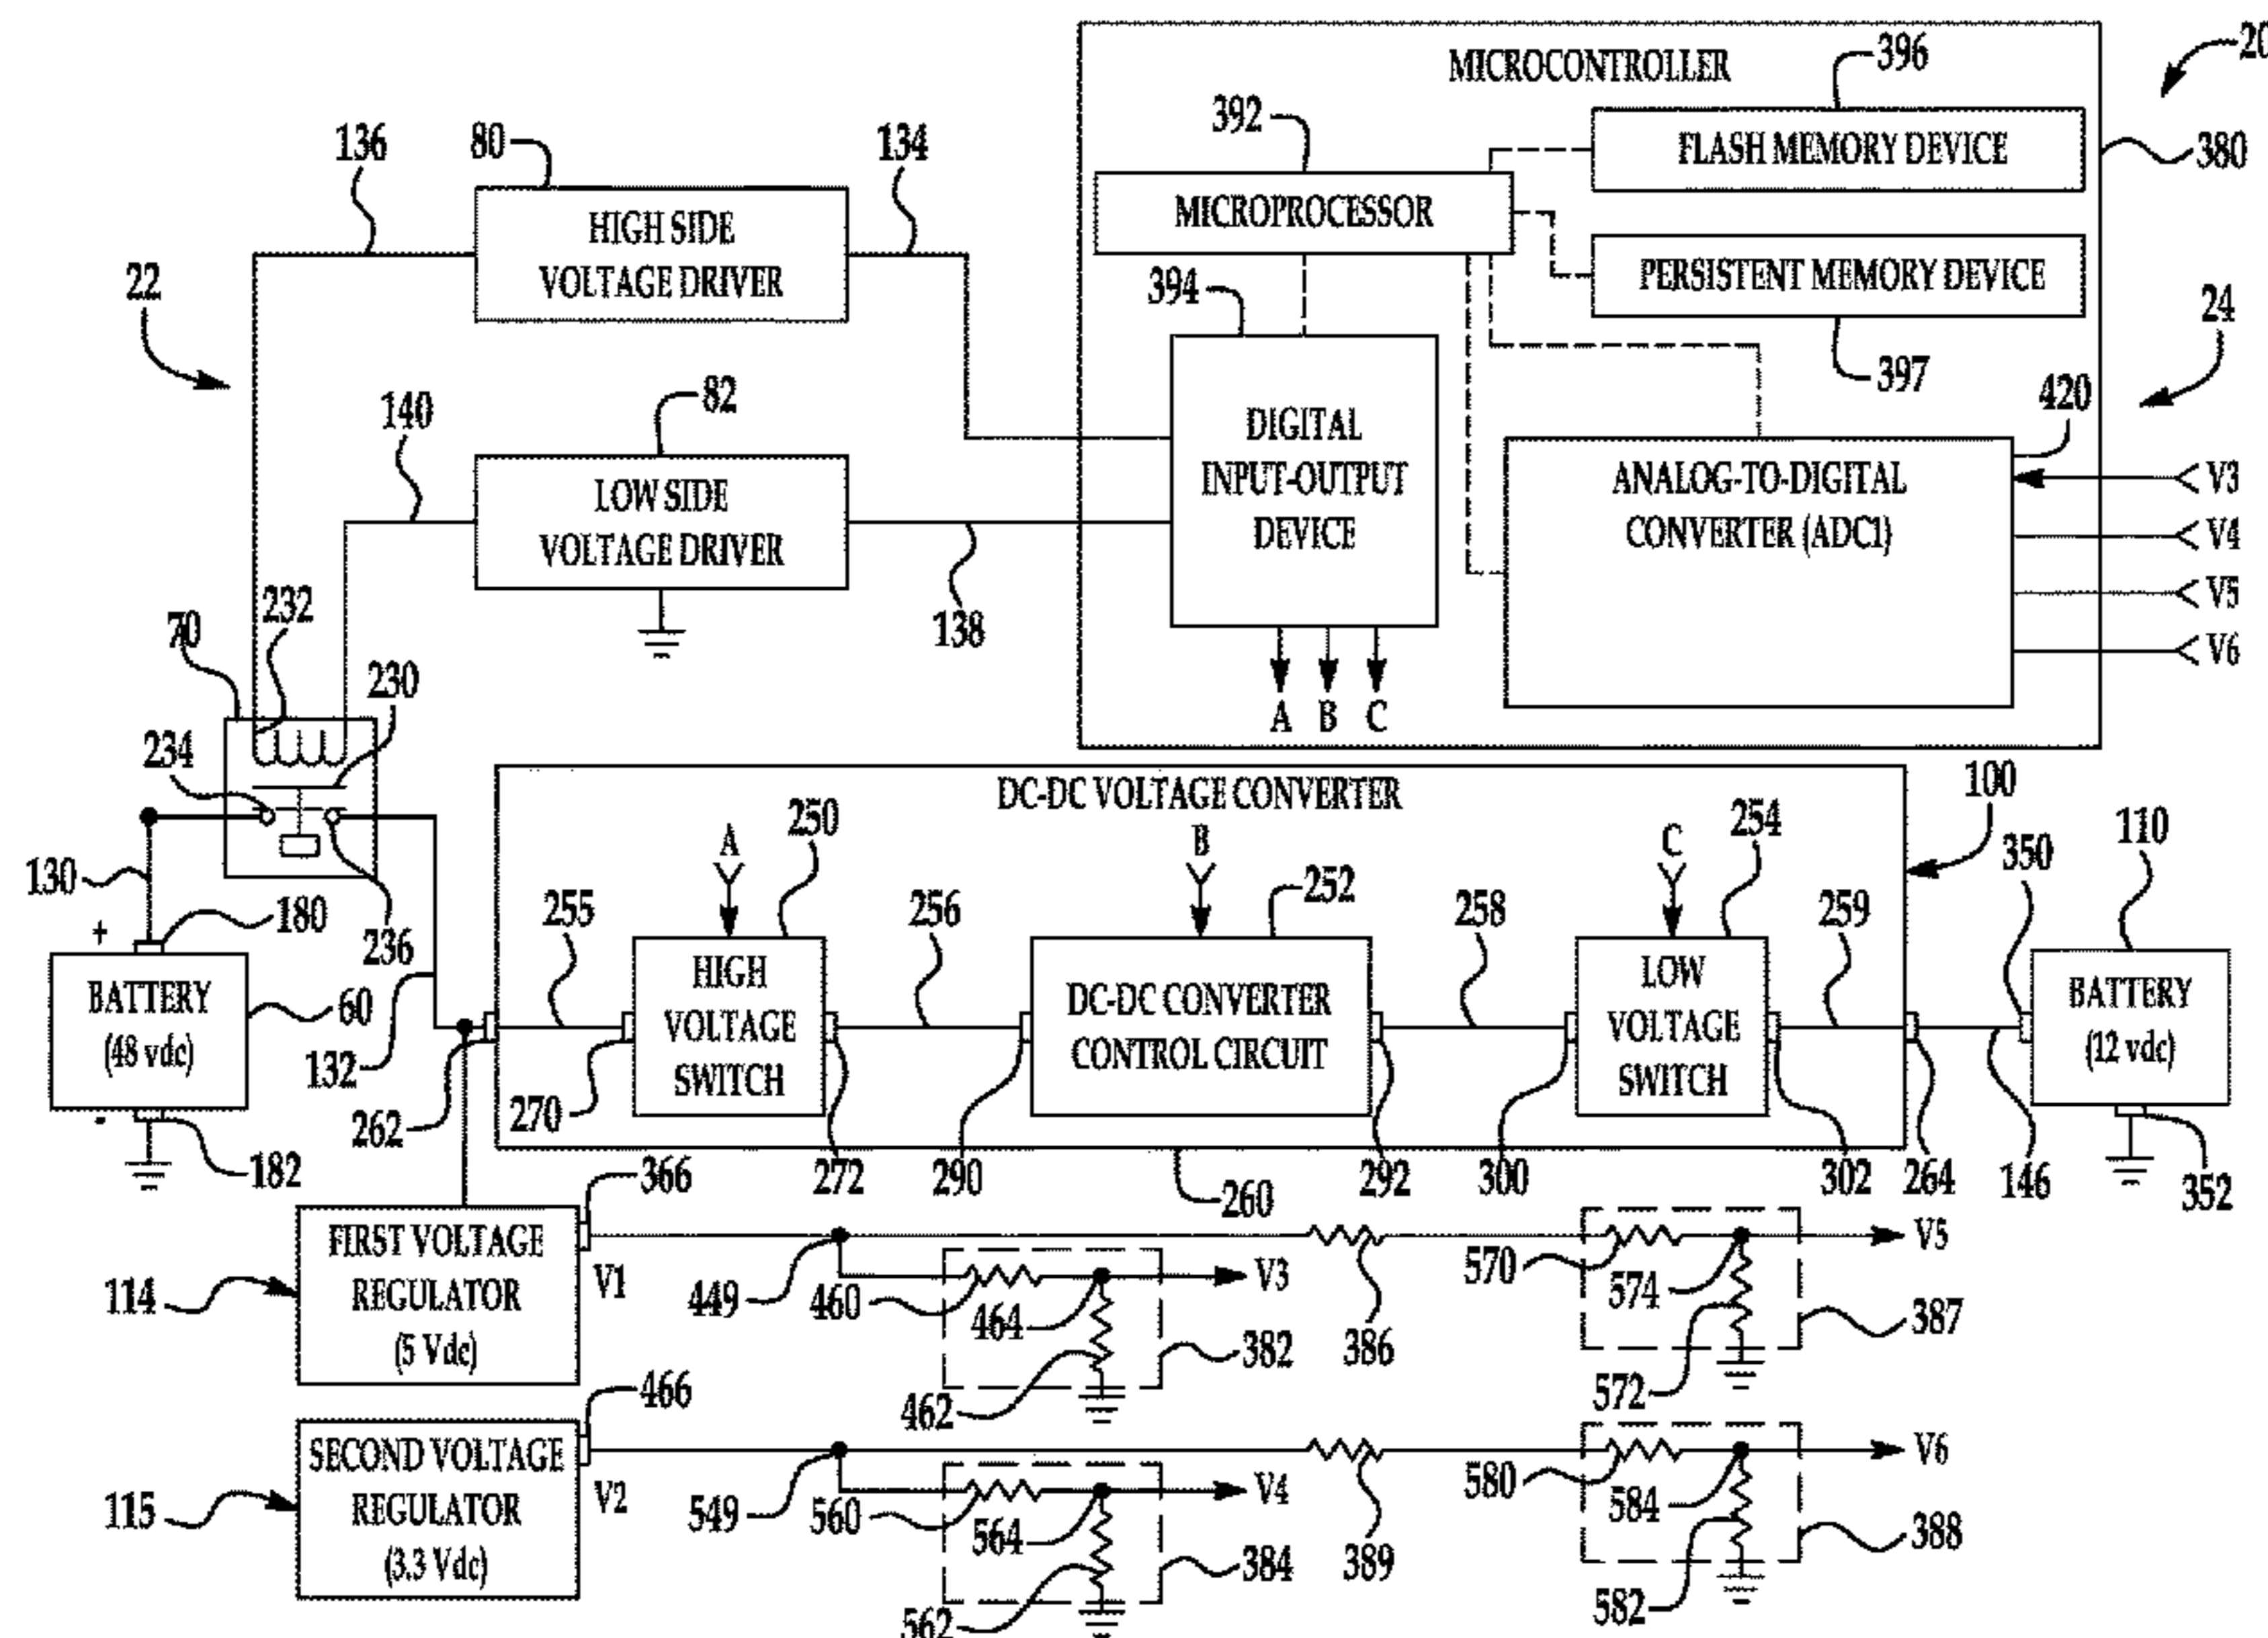 MICROCONTROLLER
396
20
392
136
80
134
FLASH MEMORY DEVICE
380
HIGH SIDE
VOLTAGE DRIVER
MICROPROCESSOR
22
394
PERSISTENT MEMORY DEVICE
24
397
140
82
420
DIGITAL
INPUT-OUTPUT
DEVICE
LOW SIDE
VOLTAGE DRIVER
ANALOG-TO-DIGITAL
CONVERTER (ADC1)
V3
V4
V5
V6
70
232
138
230
A B C
234
DC-DC VOLTAGE CONVERTER
100
A
250
B
C
254
110
130
350
252
180
255
256
258
259
+
236
BATTERY
(48 vdc)
60
HIGH
VOLTAGE
SWITCH
DC-DC CONVERTER
CONTROL CIRCUIT
LOW
VOLTAGE
SWITCH
BATTERY
(12 vdc)
132
262
270
-
182
366
272
290
260
292
300
302
264
146
352
FIRST VOLTAGE
REGULATOR
(5 Vdc)
114
V1
449
460
464
V3
462
382
386
570
574
V5
572
387
466
SECOND VOLTAGE
REGULATOR
(3.3 Vdc)
115
V2
549
560
564
V4
562
384
389
580
584
V6
582
388